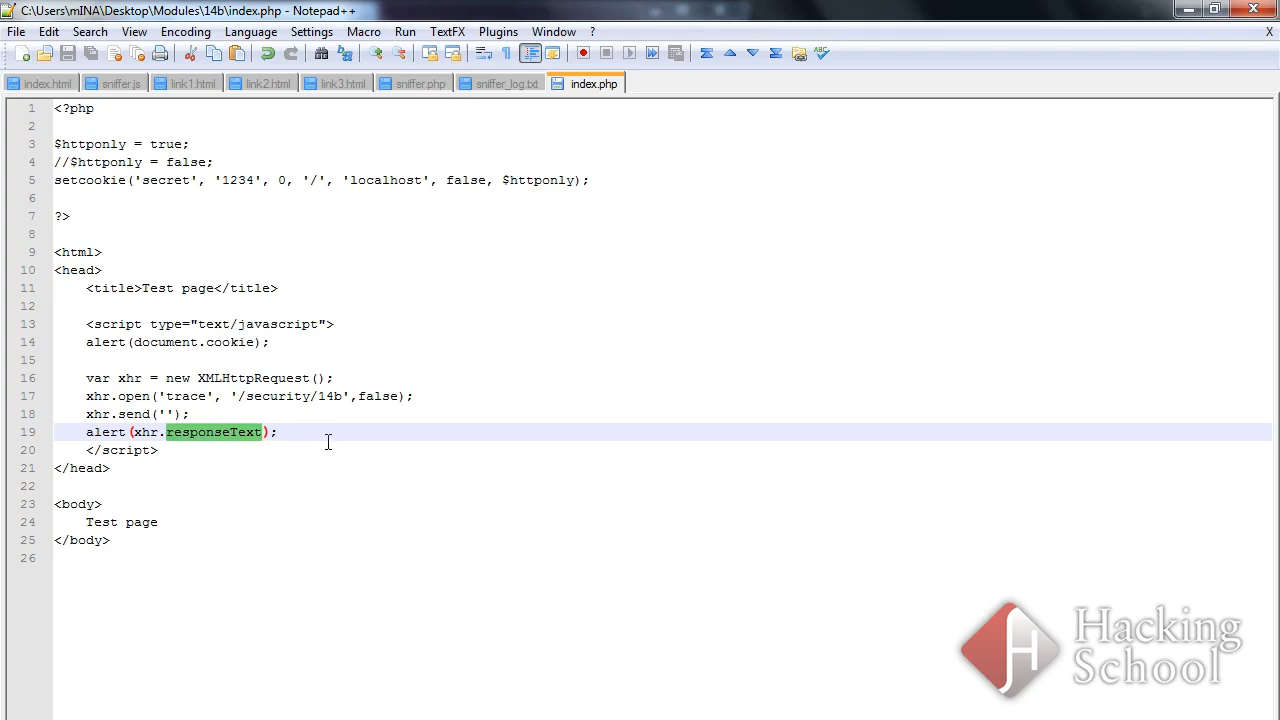 C:\Users\mINA\Desktop\Modules\14b\index.php - Notepad++
File Edit Search View Encoding Language Settings Macro Run TextFX Plugins Window ? X
index.html sniffer.js link1.html link2.html link3.html sniffer.php sniffer_log.txt index.php
1 <?php
2
3 $httponly = true;
4 //$httponly = false;
5 setcookie('secret', '1234', 0, '/', 'localhost', false, $httponly);
6
7 ?>
8
9 <html>
10 <head>
11 <title>Test page</title>
12
13 <script type="text/javascript">
14 alert(document.cookie);
15
16 var xhr = new XMLHttpRequest();
17 xhr.open('trace', '/security/14b',false);
18 xhr.send('');
19 alert(xhr.responseText);
20 </script>
21 </head>
22
23 <body>
24 Test page
25 </body>
26
Hacking
School